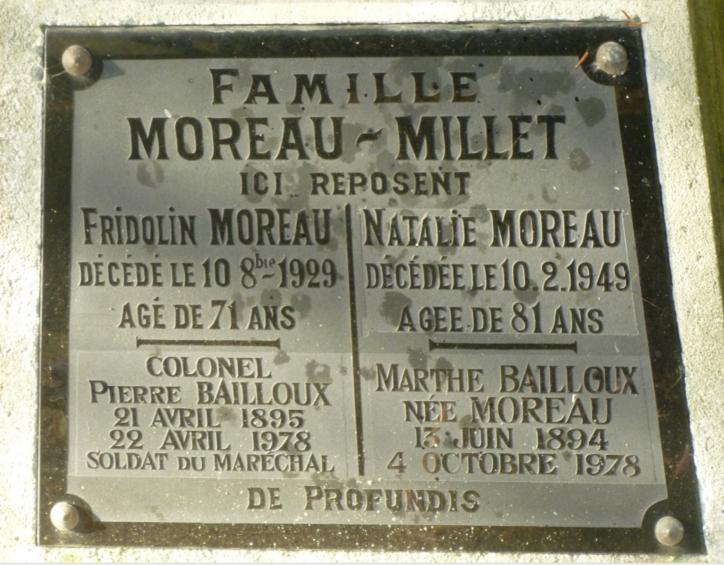 FAMILLE
MOREAU ~ MILLET
ICI REPOSENT
FRIDOLIN MOREAU
DÉCÉDÉ LE 10 8bre 1929
AGÉ DE 71 ANS
NATALIE MOREAU
DÉCÉDÉE LE 10.2.1949
AGEE DE 81 ANS
COLONEL
PIERRE BAILLOUX
21 AVRIL 1895
22 AVRIL 1978
SOLDAT DU MARÉCHAL
MARTHE BAILLOUX
NÉE MOREAU
13 JUIN 1894
4 OCTOBRE 1978
DE PROFUNDIS